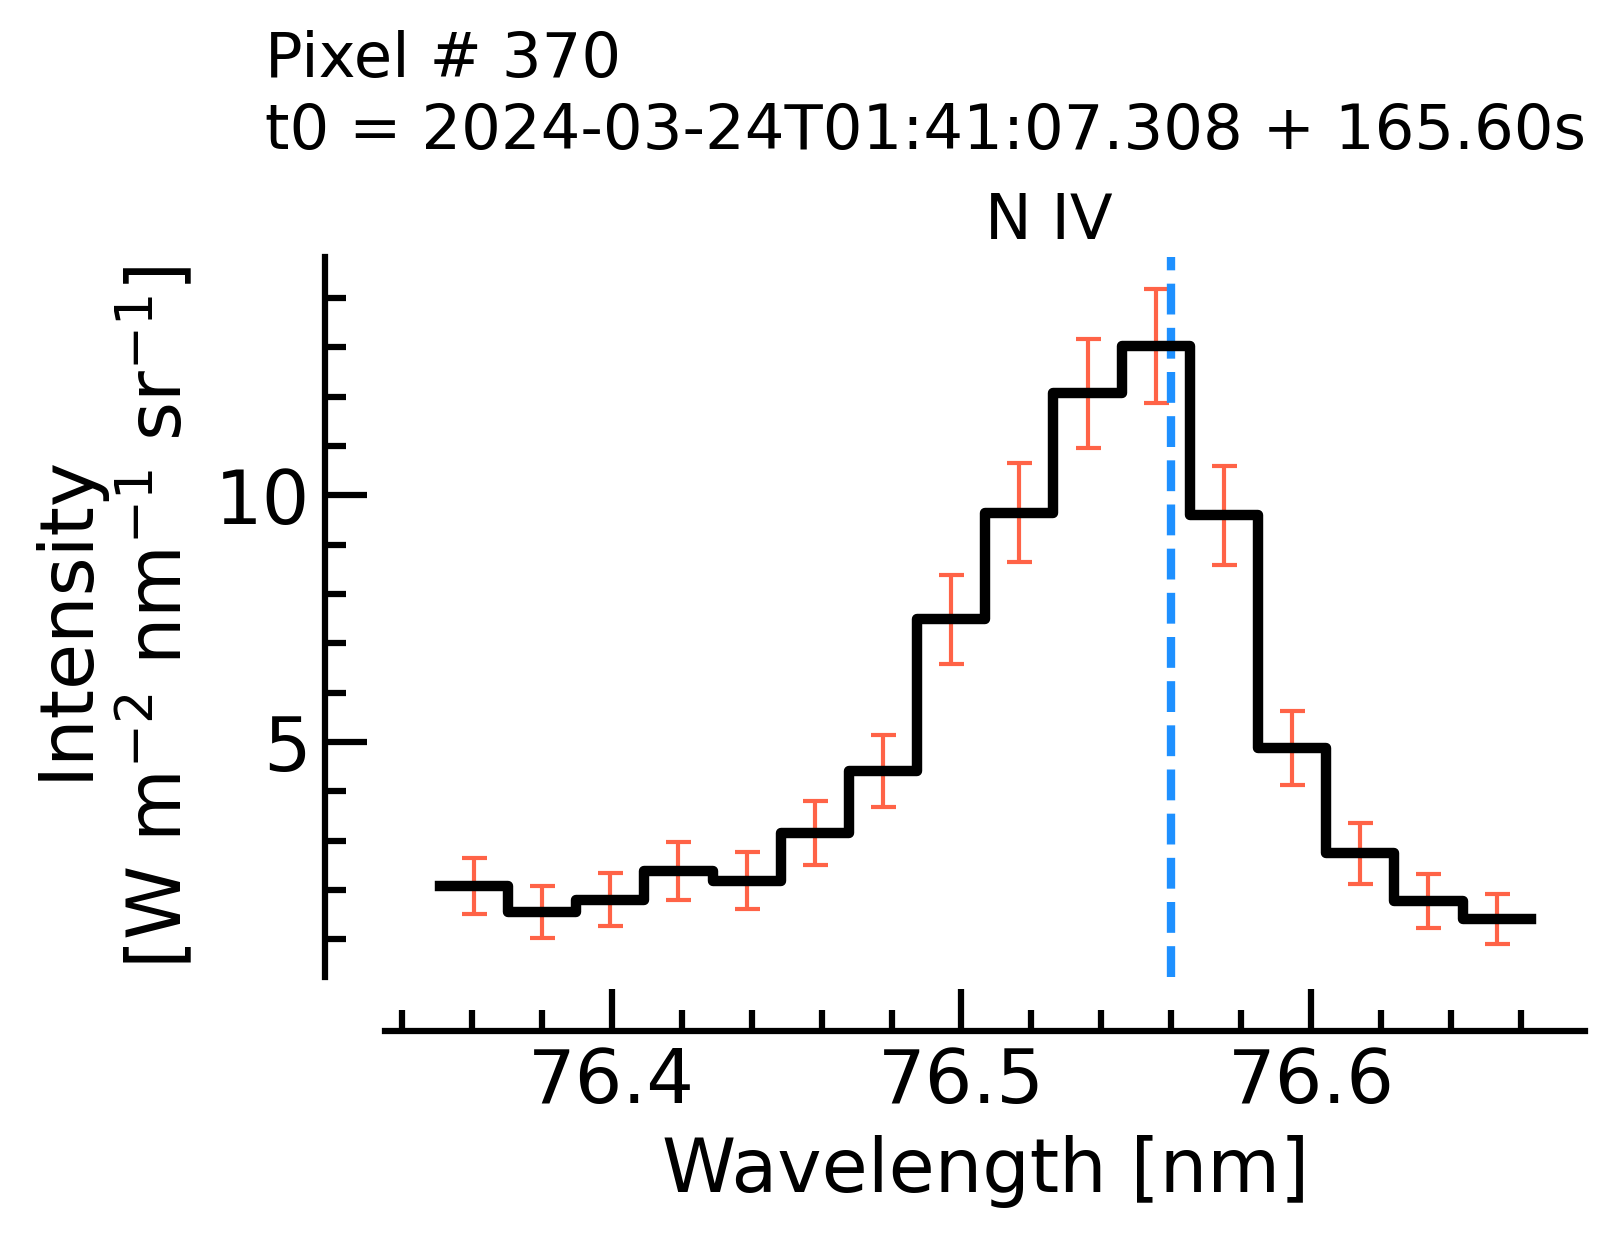 Pixel # 370
t0 = 2024-03-24T01:41:07.308 + 165.60s
N IV
Intensity
[W m⁻² nm⁻¹ sr⁻¹]
10
5
76.4 76.5 76.6
Wavelength [nm]